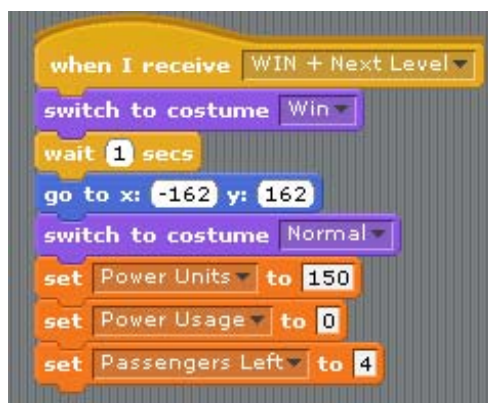 when I receive WIN + Next Level
switch to costume Win
wait 1 secs
go to x: -162 y: 162
switch to costume Normal
set Power Units to 150
set Power Usage to 0
set Passengers Left to 4